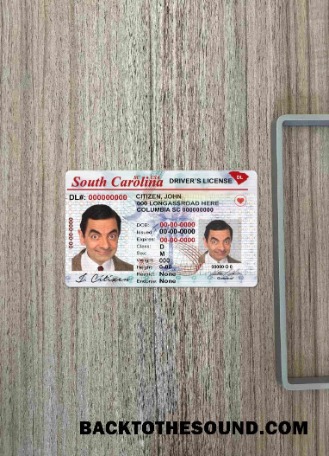 South Carolina DRIVER'S LICENSE DL
DL#: 000000000
CITIZEN, JOHN
000 LONGASSROAD HERE
COLUMBIA SC 000000000
DOB: 00-00-0000
Issued: 00-00-0000
Expires: 00-00-0000
Class: D
Sex: M
Weight: 000
Height: 0-00
Restrict: None
Endorse: None
00-00-0000
J. Citizen
BACKTOTHESOUND.COM